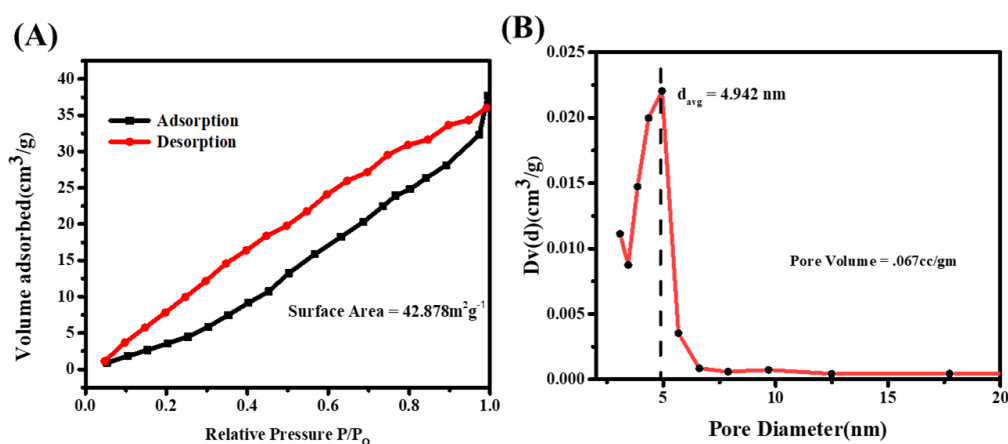 (A)
Volume adsorbed(cm³/g)
40
35
30
25
20
15
10
5
0
Adsorption
Desorption
Surface Area = 42.878m²g⁻¹
0.0 0.2 0.4 0.6 0.8 1.0
Relative Pressure P/P₀
(B)
Dv(d)(cm³/g)
0.025
0.020
0.015
0.010
0.005
0.000
d_avg = 4.942 nm
Pore Volume = .067cc/gm
5 10 15 20
Pore Diameter(nm)